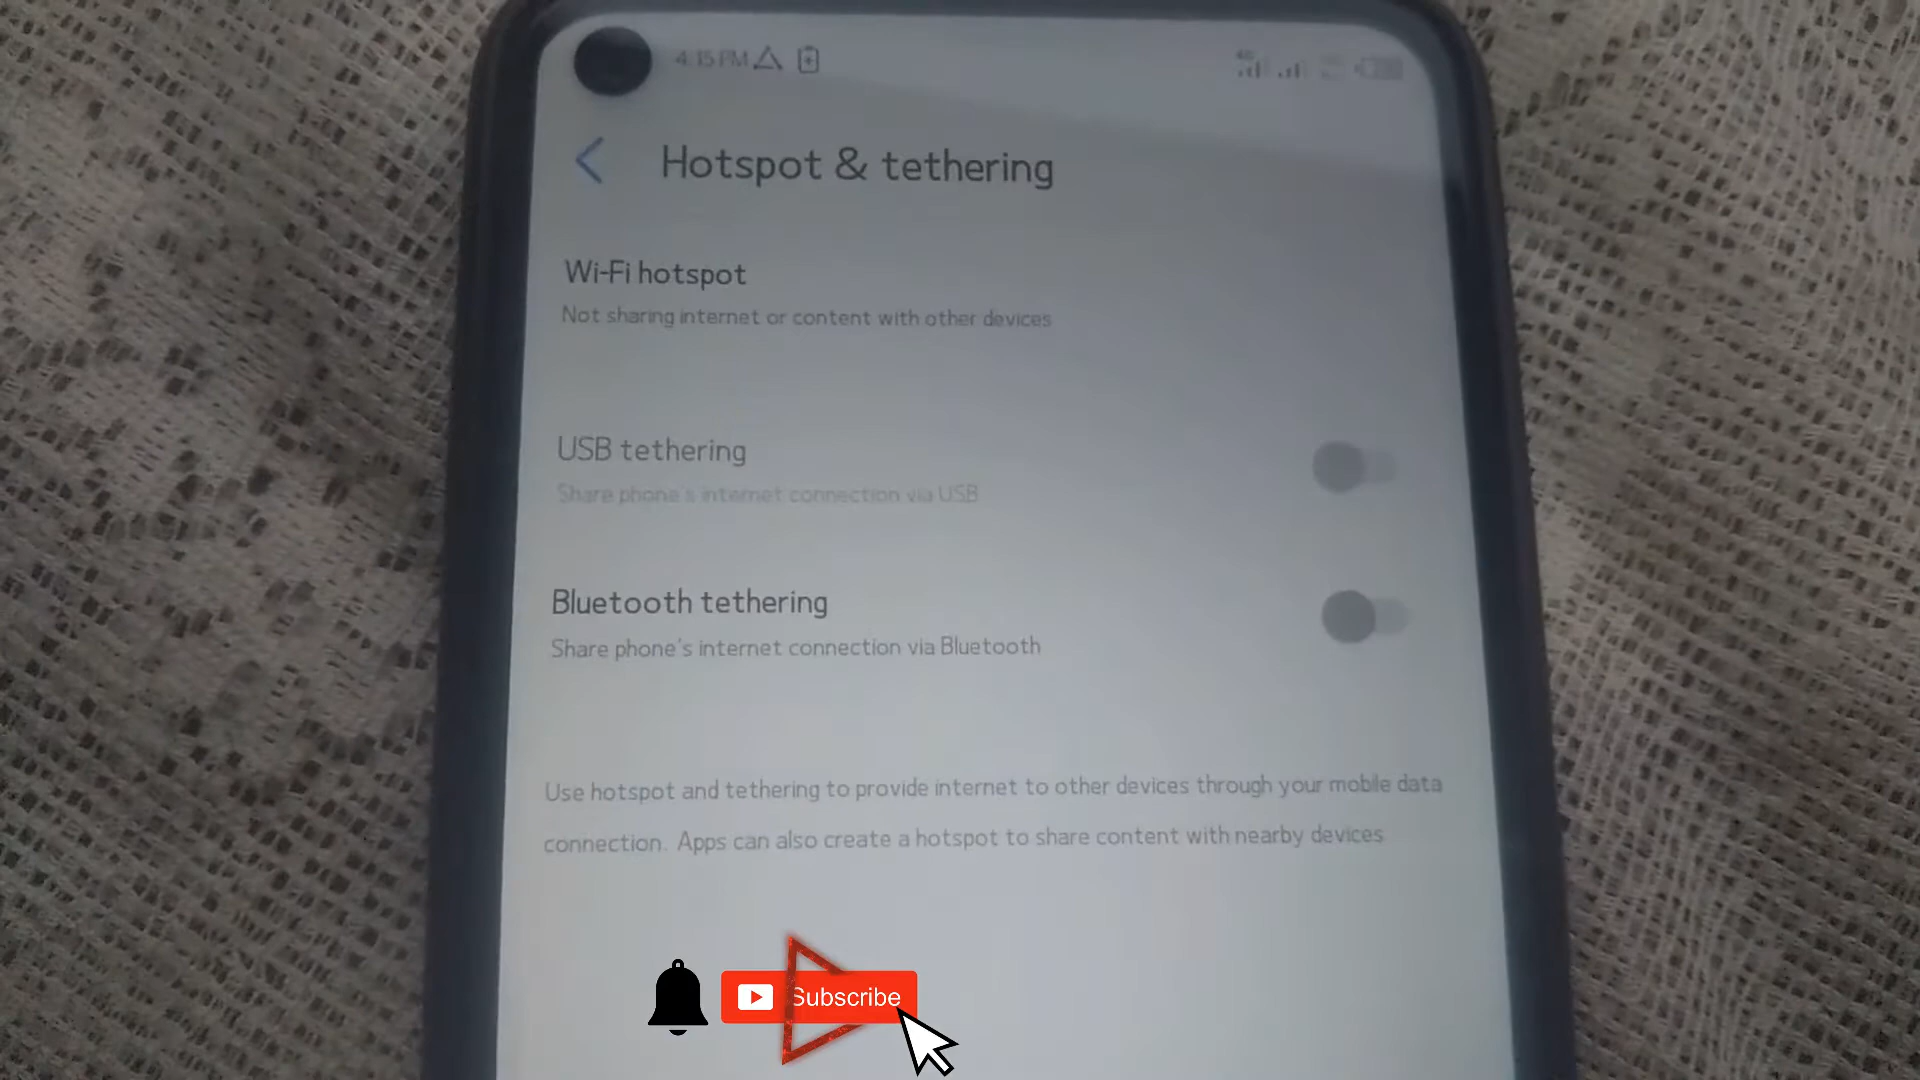 4:15 PM
4G
Hotspot & tethering
Wi-Fi hotspot
Not sharing internet or content with other devices
USB tethering
Share phone's internet connection via USB
Bluetooth tethering
Share phone's internet connection via Bluetooth
Use hotspot and tethering to provide internet to other devices through your mobile data
connection. Apps can also create a hotspot to share content with nearby devices
Subscribe